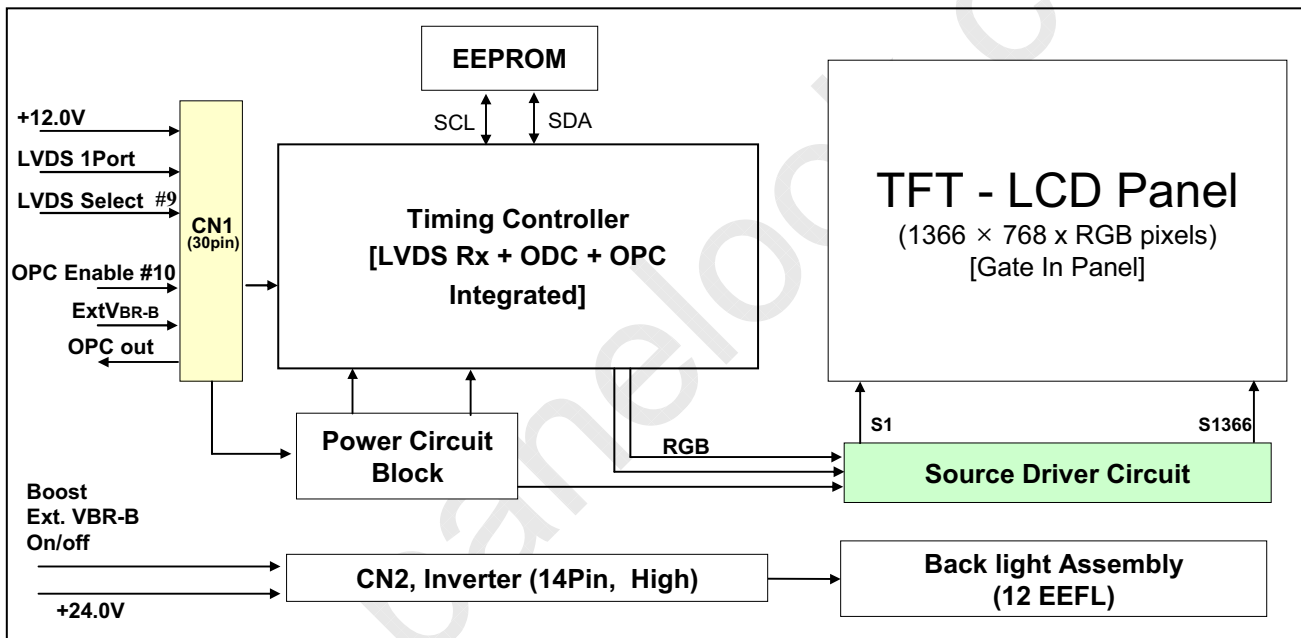 EEPROM
SCL
SDA
+12.0V
LVDS 1Port
LVDS Select #9
OPC Enable #10
ExtVBR-B
OPC out
CN1
(30pin)
Timing Controller
[LVDS Rx + ODC + OPC
Integrated]
TFT - LCD Panel
(1366 × 768 x RGB pixels)
[Gate In Panel]
S1
S1366
Power Circuit
Block
RGB
Source Driver Circuit
Boost
Ext. VBR-B
On/off
+24.0V
CN2, Inverter (14Pin, High)
Back light Assembly
(12 EEFL)